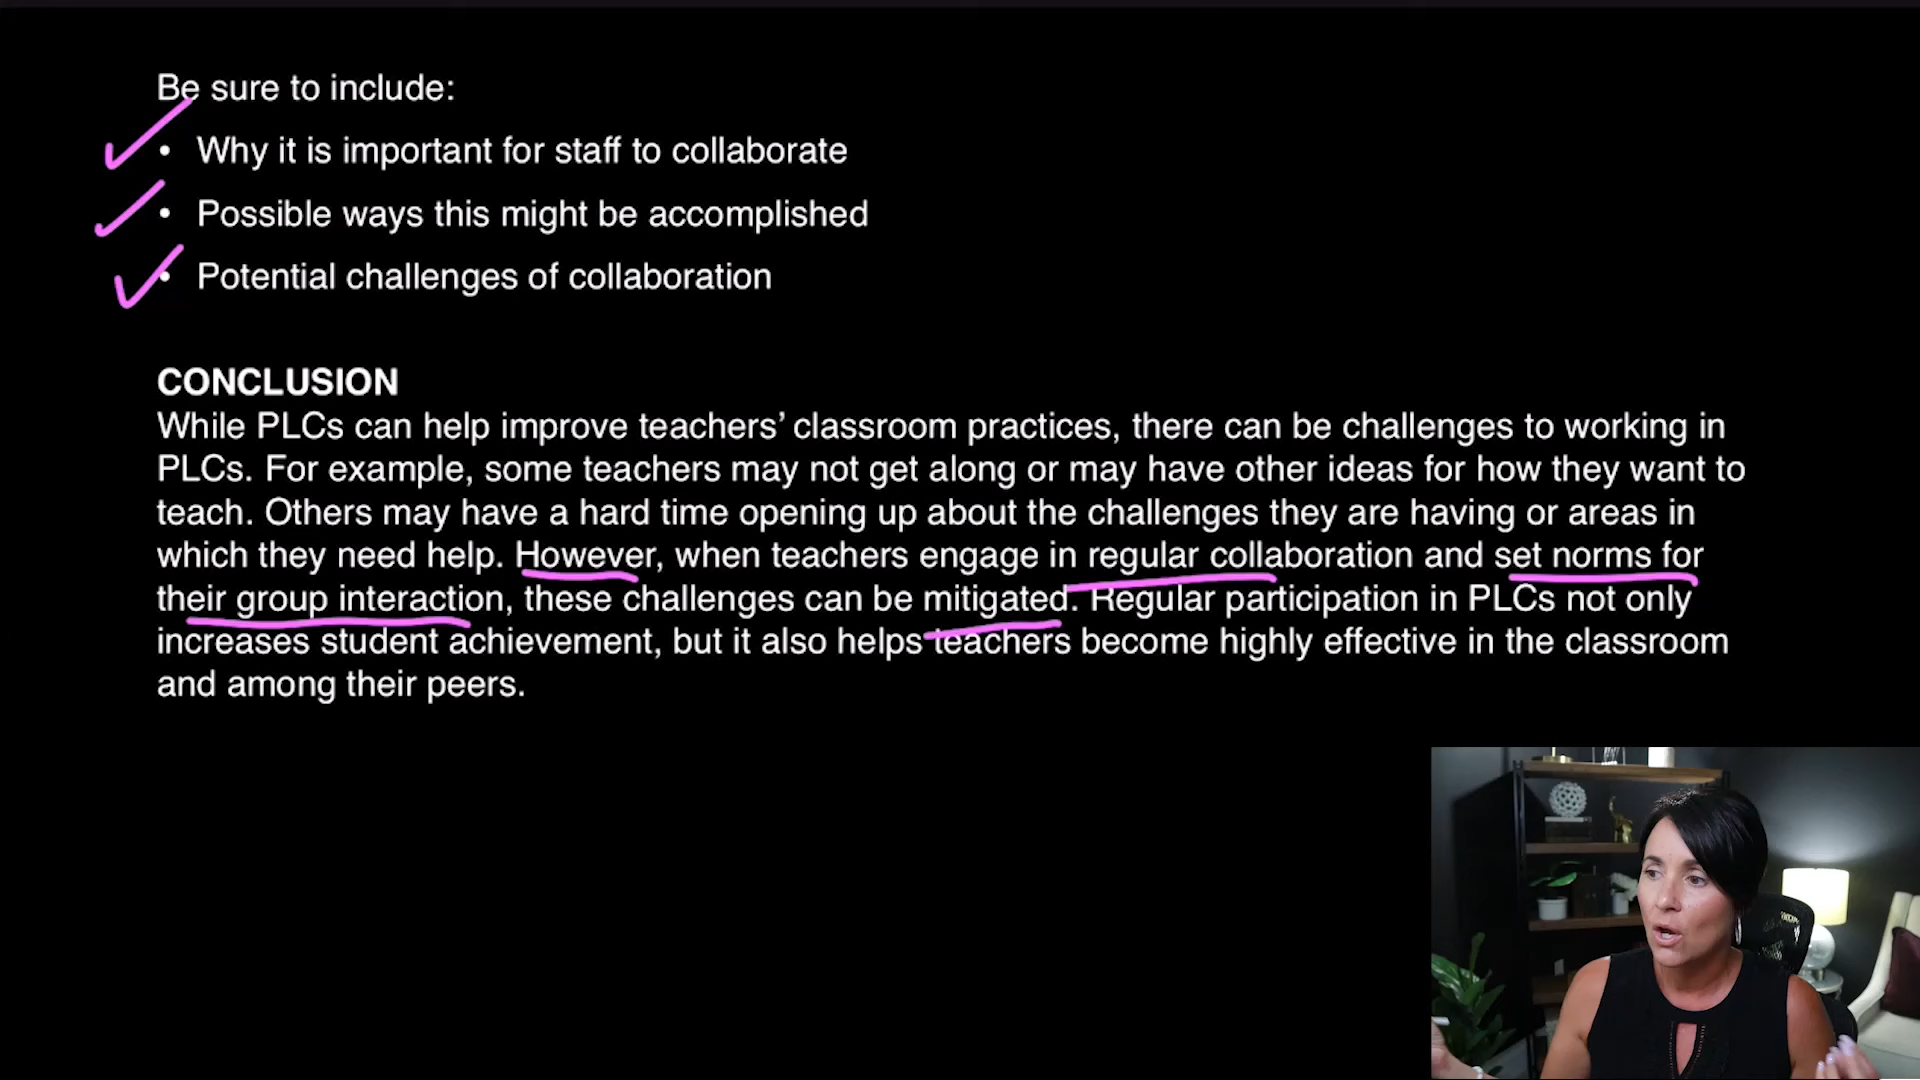 Be sure to include:
• Why it is important for staff to collaborate
• Possible ways this might be accomplished
• Potential challenges of collaboration
CONCLUSION
While PLCs can help improve teachers’ classroom practices, there can be challenges to working in
PLCs. For example, some teachers may not get along or may have other ideas for how they want to
teach. Others may have a hard time opening up about the challenges they are having or areas in
which they need help. However, when teachers engage in regular collaboration and set norms for
their group interaction, these challenges can be mitigated. Regular participation in PLCs not only
increases student achievement, but it also helps teachers become highly effective in the classroom
and among their peers.